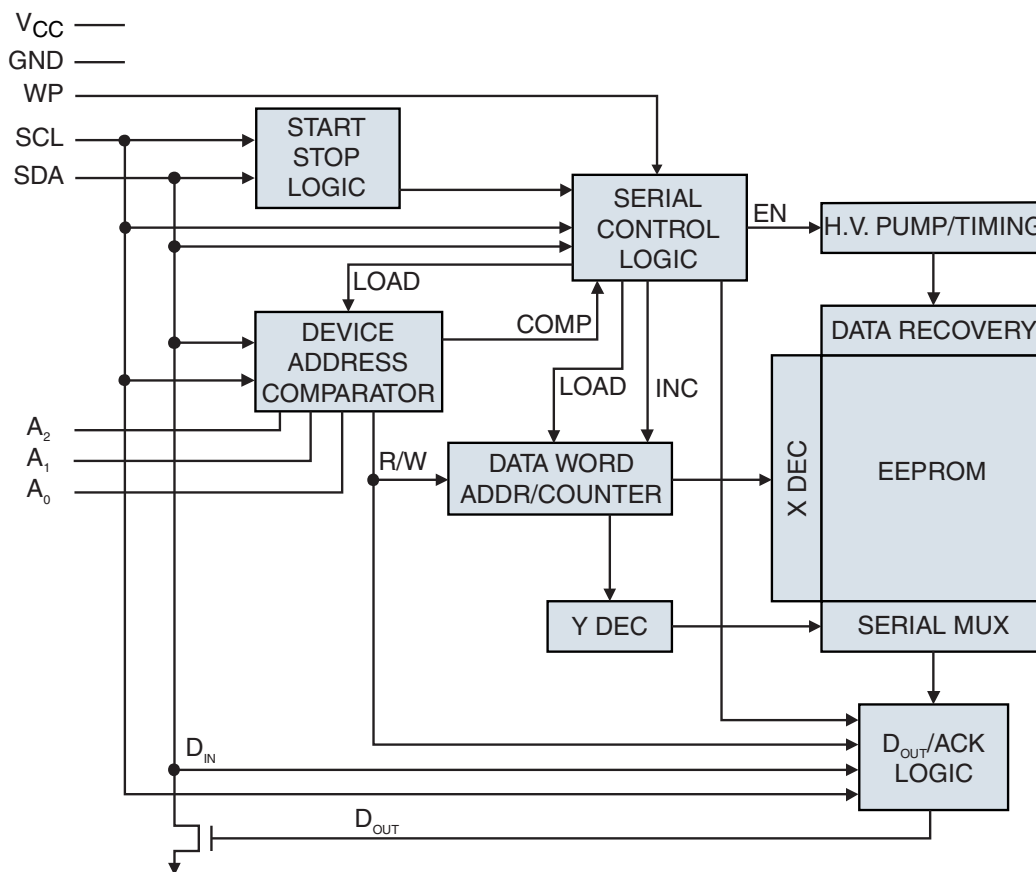 VCC
GND
WP
SCL
SDA
START
STOP
LOGIC
SERIAL
CONTROL
LOGIC
EN
H.V. PUMP/TIMING
LOAD
COMP
DEVICE
ADDRESS
COMPARATOR
DATA RECOVERY
LOAD
INC
A2
A1
A0
R/W
DATA WORD
ADDR/COUNTER
X DEC
EEPROM
Y DEC
SERIAL MUX
DIN
DOUT/ACK
LOGIC
DOUT